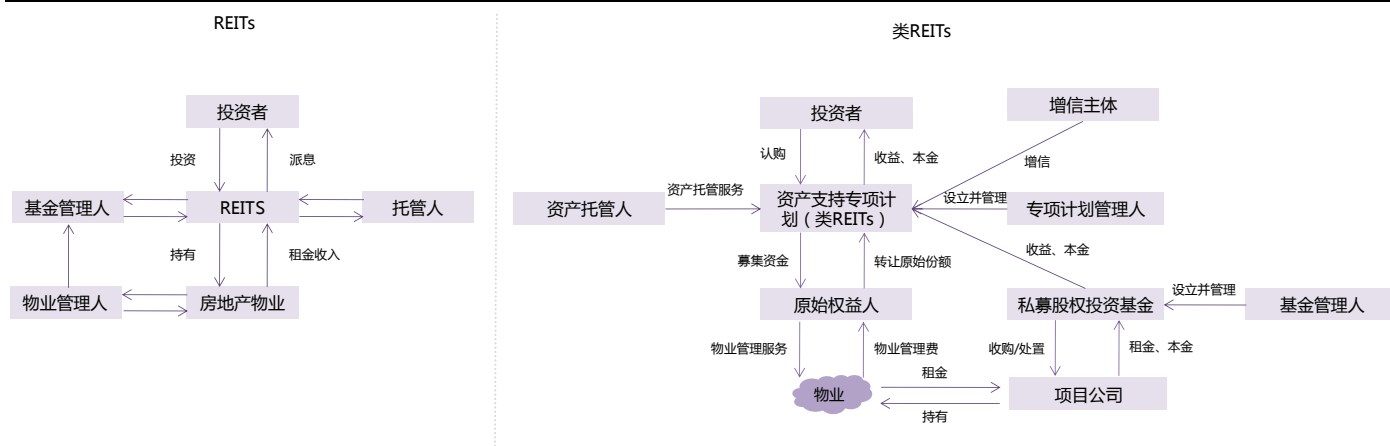 REITs
投资者
投资
派息
基金管理人
REITS
托管人
持有
租金收入
物业管理人
房地产物业
类REITs
投资者
增信主体
认购
收益、本金
增信
资产托管服务
资产托管人
资产支持专项计
划（类REITs）
设立并管理
专项计划管理人
募集资金
转让原始份额
收益、本金
原始权益人
私募股权投资基金
设立并管理
基金管理人
物业管理服务
物业管理费
收购/处置
租金、本金
物业
租金
持有
项目公司